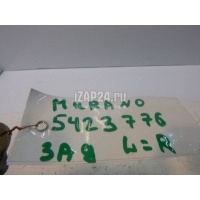 MURANO
IZAP24.ru
5423776
ЗАД L=R